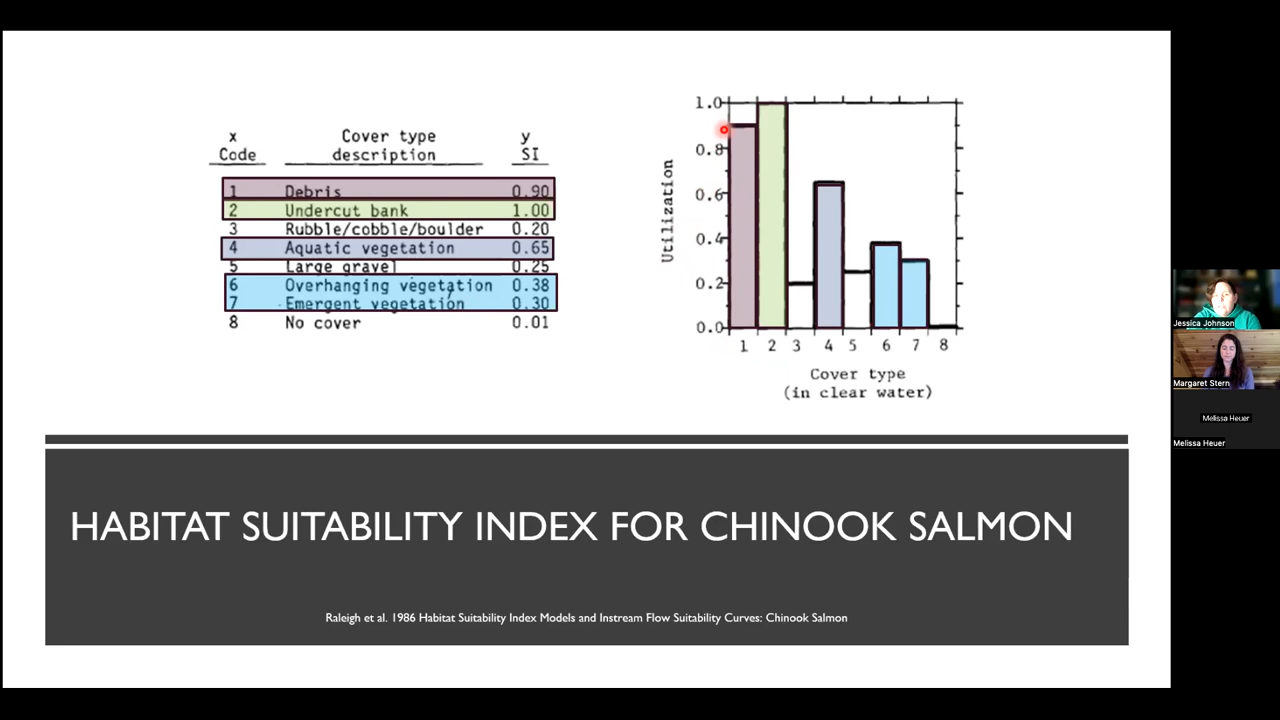 x Cover type y
Code description SI
1 Debris 0.90
2 Undercut bank 1.00
3 Rubble/cobble/boulder 0.20
4 Aquatic vegetation 0.65
5 Large gravel 0.25
6 Overhanging vegetation 0.38
7 Emergent vegetation 0.30
8 No cover 0.01
1.0
0.8
0.6
0.4
0.2
0.0
Utilization
1 2 3 4 5 6 7 8
Cover type
(in clear water)
HABITAT SUITABILITY INDEX FOR CHINOOK SALMON
Raleigh et al. 1986 Habitat Suitability Index Models and Instream Flow Suitability Curves: Chinook Salmon
Jessica Johnson
Margaret Stern
Melissa Heuer
Melissa Heuer